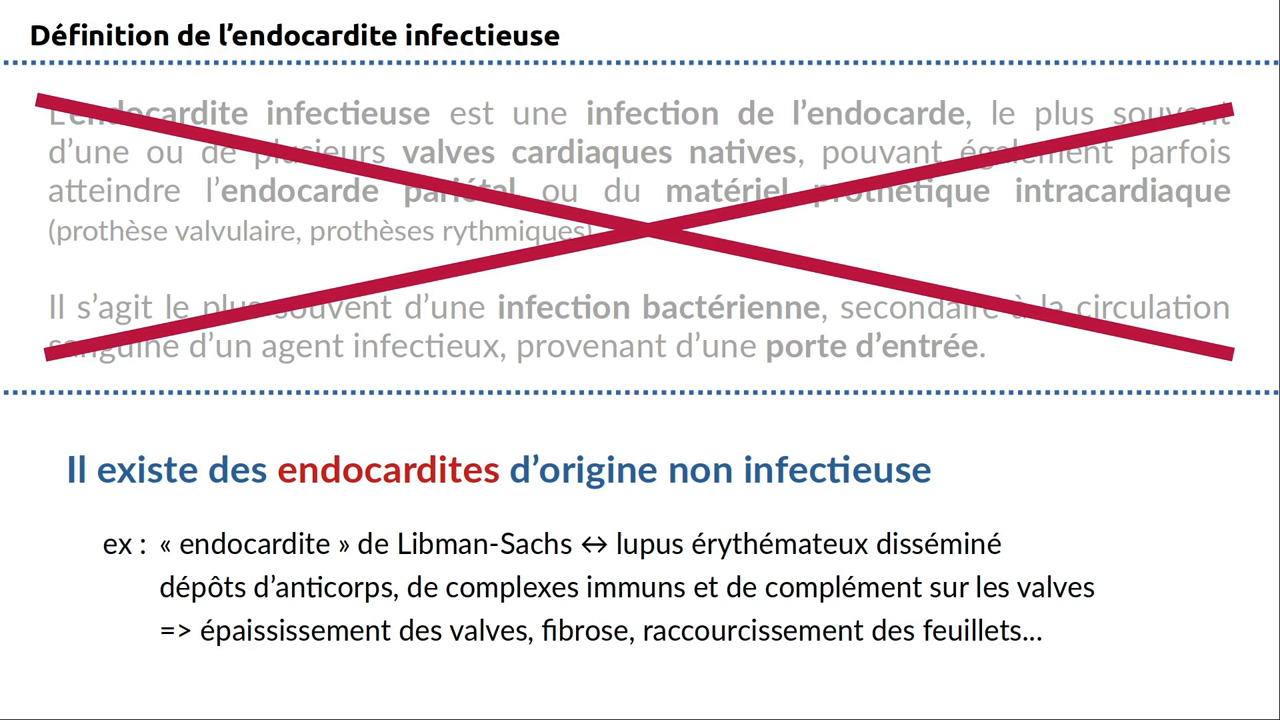 Définition de l’endocardite infectieuse
L’endocardite infectieuse est une infection de l’endocarde, le plus souvent
d’une ou de plusieurs valves cardiaques natives, pouvant également parfois
atteindre l’endocarde pariétal ou du matériel prothétique intracardiaque
(prothèse valvulaire, prothèses rythmiques)
Il s’agit le plus souvent d’une infection bactérienne, secondaire à la circulation
sanguine d’un agent infectieux, provenant d’une porte d’entrée.
Il existe des endocardites d’origine non infectieuse
ex : « endocardite » de Libman-Sachs ↔ lupus érythémateux disséminé
dépôts d’anticorps, de complexes immuns et de complément sur les valves
=> épaississement des valves, fibrose, raccourcissement des feuillets...